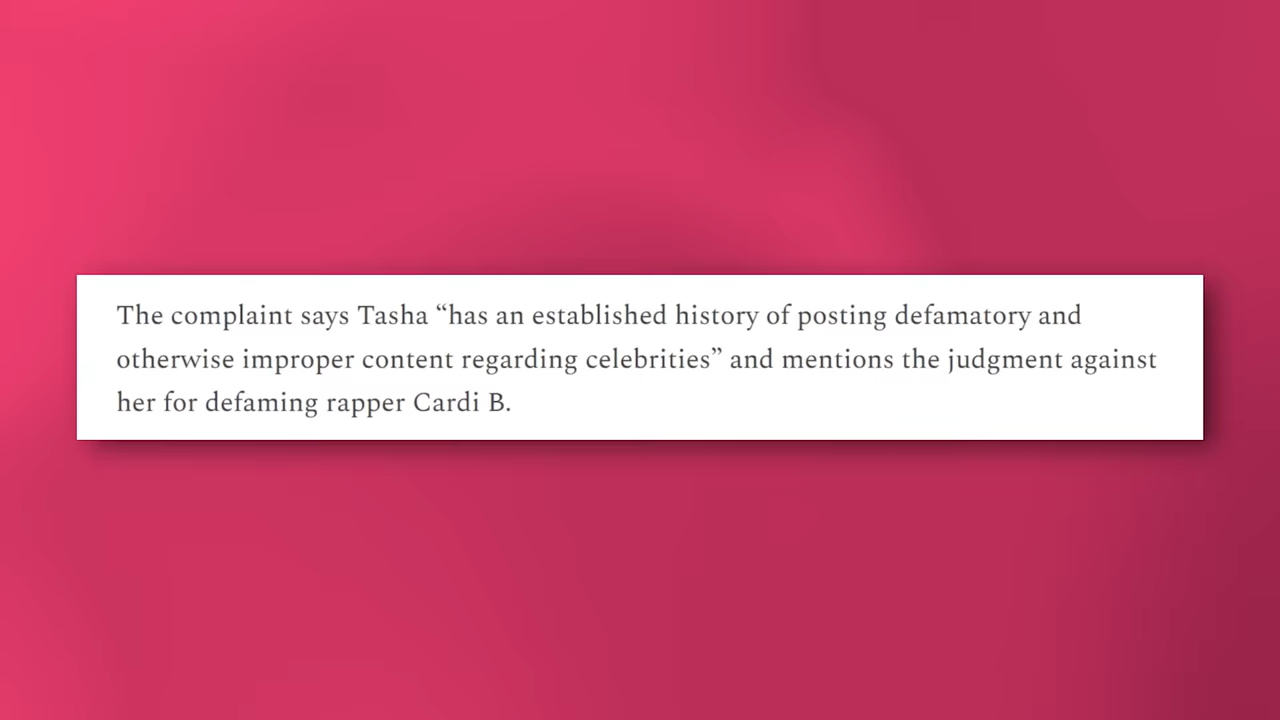 The complaint says Tasha “has an established history of posting defamatory and
otherwise improper content regarding celebrities” and mentions the judgment against
her for defaming rapper Cardi B.